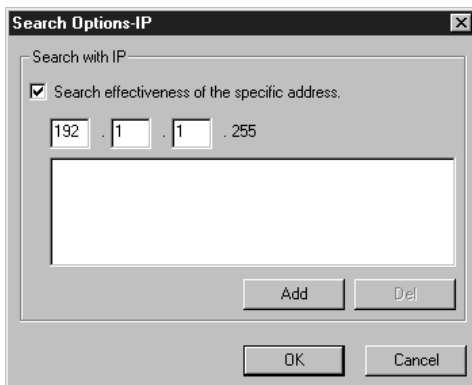 Search Options-IP
Search with IP
Search effectiveness of the specific address.
192 . 1 . 1 . 255
Add Del
OK Cancel